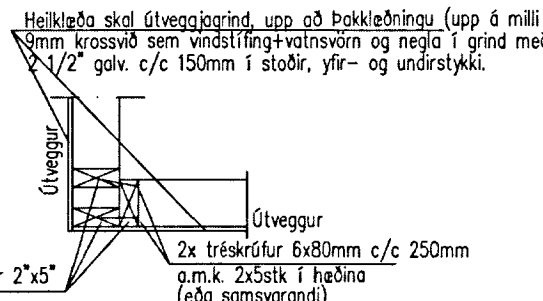 Heilklæða skal útveggjagrind, upp að þakklæðningu (upp á milli
9mm krossvið sem vindstífing+vatnsvörn og negla í grind með
2 1/2" galv. c/c 150mm í stoðir, yfir- og undirstykki.
Útveggur
Útveggur
2x tréskrúfur 6x80mm c/c 250mm
a.m.k. 2x5stk í hæðina
(eða samsvarandi)
2"x5"